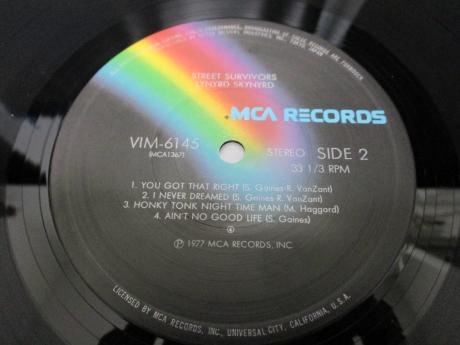 STREET SURVIVORS
LYNYRD SKYNYRD
MCA RECORDS
VIM-6145
(MCA1367)
STEREO SIDE 2
33 1/3 RPM
1. YOU GOT THAT RIGHT (S. Gaines-R. VanZant)
2. I NEVER DREAMED (S. Gaines-R. VanZant)
3. HONKY TONK NIGHT TIME MAN (M. Haggard)
4. AIN'T NO GOOD LIFE (S. Gaines)
Ⓟ 1977 MCA RECORDS, INC.
LICENSED BY MCA RECORDS, INC., UNIVERSAL CITY, CALIFORNIA, U.S.A.